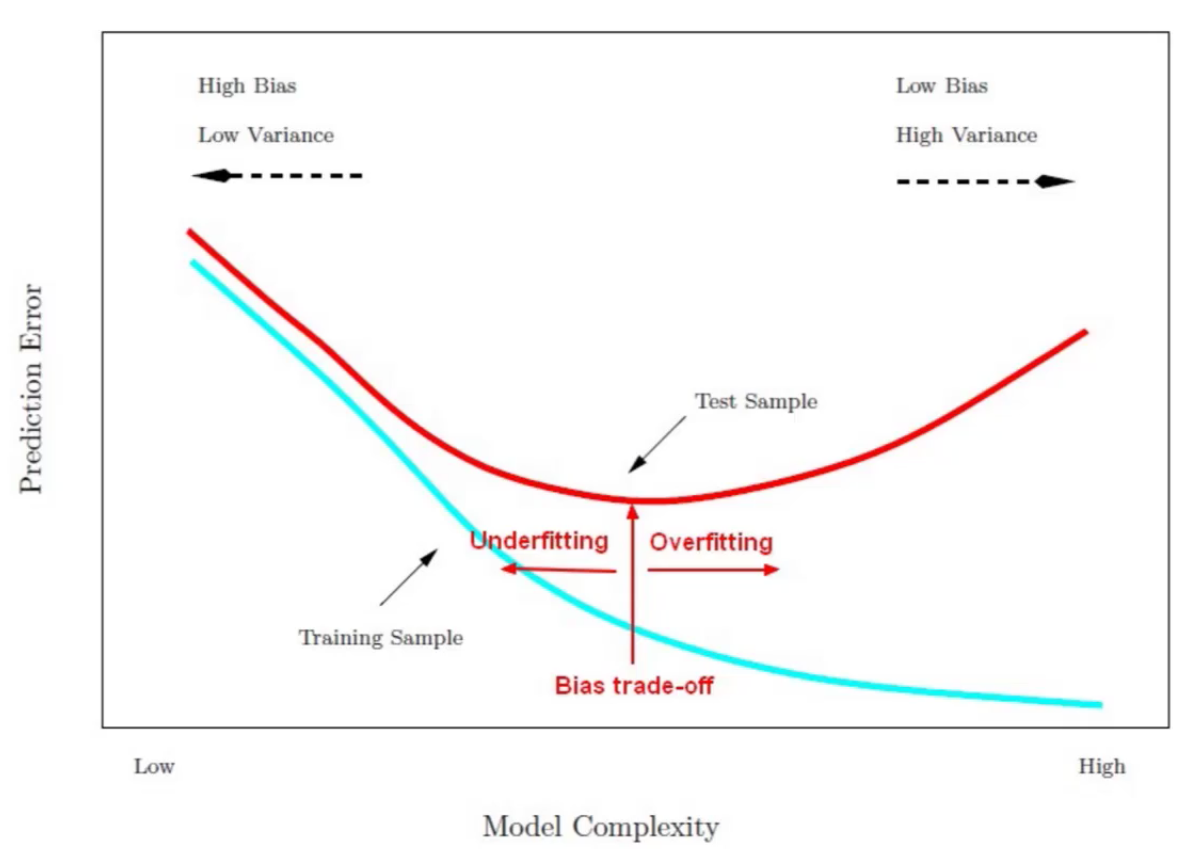 High Bias
Low Bias
Low Variance
High Variance
Prediction Error
Test Sample
Underfitting
Overfitting
Training Sample
Bias trade-off
Low
High
Model Complexity